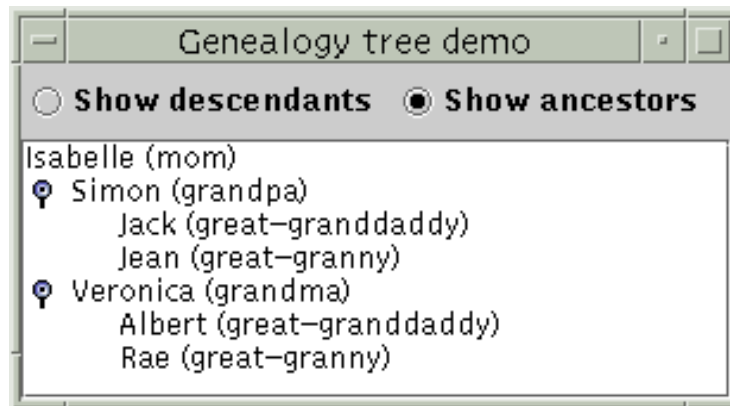 Genealogy tree demo
Show descendants Show ancestors
Isabelle (mom)
Simon (grandpa)
Jack (great-granddaddy)
Jean (great-granny)
Veronica (grandma)
Albert (great-granddaddy)
Rae (great-granny)